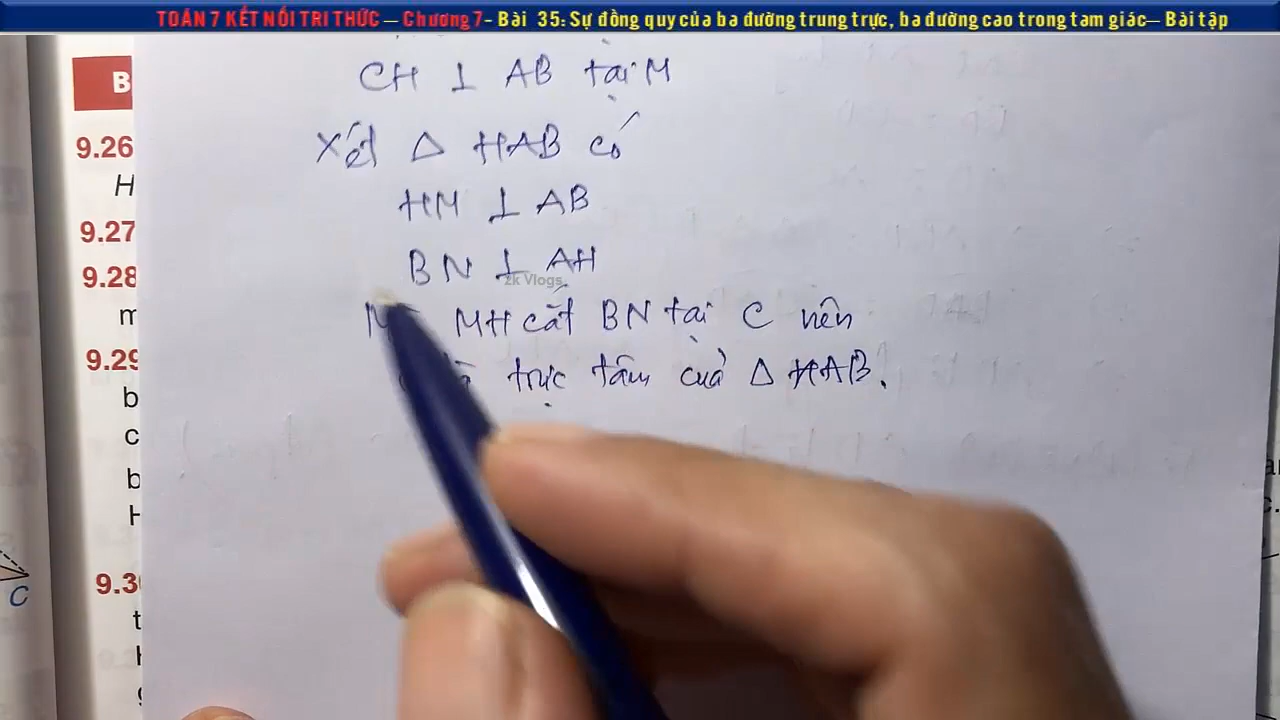 TOÁN 7 KẾT NỐI TRI THỨC – Chương 7 - Bài 35: Sự đồng quy của ba đường trung trực, ba đường cao trong tam giác – Bài tập
CH ⊥ AB tại M
B
Xét Δ HAB có
9.26
H
HM ⊥ AB
9.27
BN ⊥ AH
9.28
zk Vlogs
m
MH cắt BN tại C nên
9.29
trực tâm của Δ HAB.
b
c
b
H
9.3
t
C